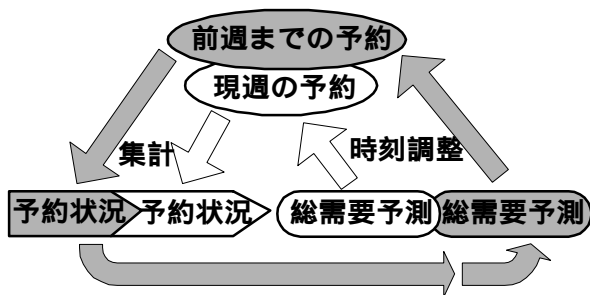 前週までの予約
現週の予約
集計
時刻調整
予約状況 予約状況 総需要予測 総需要予測